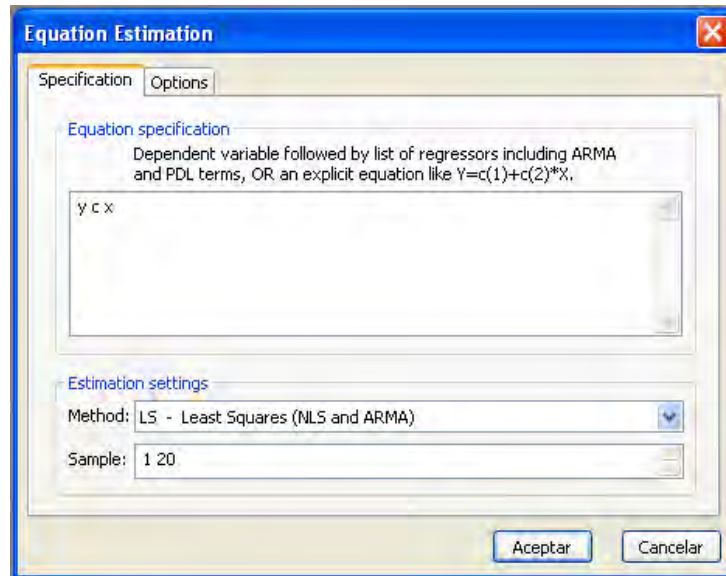 Equation Estimation
Specification Options
Equation specification
Dependent variable followed by list of regressors including ARMA
and PDL terms, OR an explicit equation like Y=c(1)+c(2)*X.
y c x
Estimation settings
Method: LS - Least Squares (NLS and ARMA)
Sample: 1 20
Aceptar Cancelar